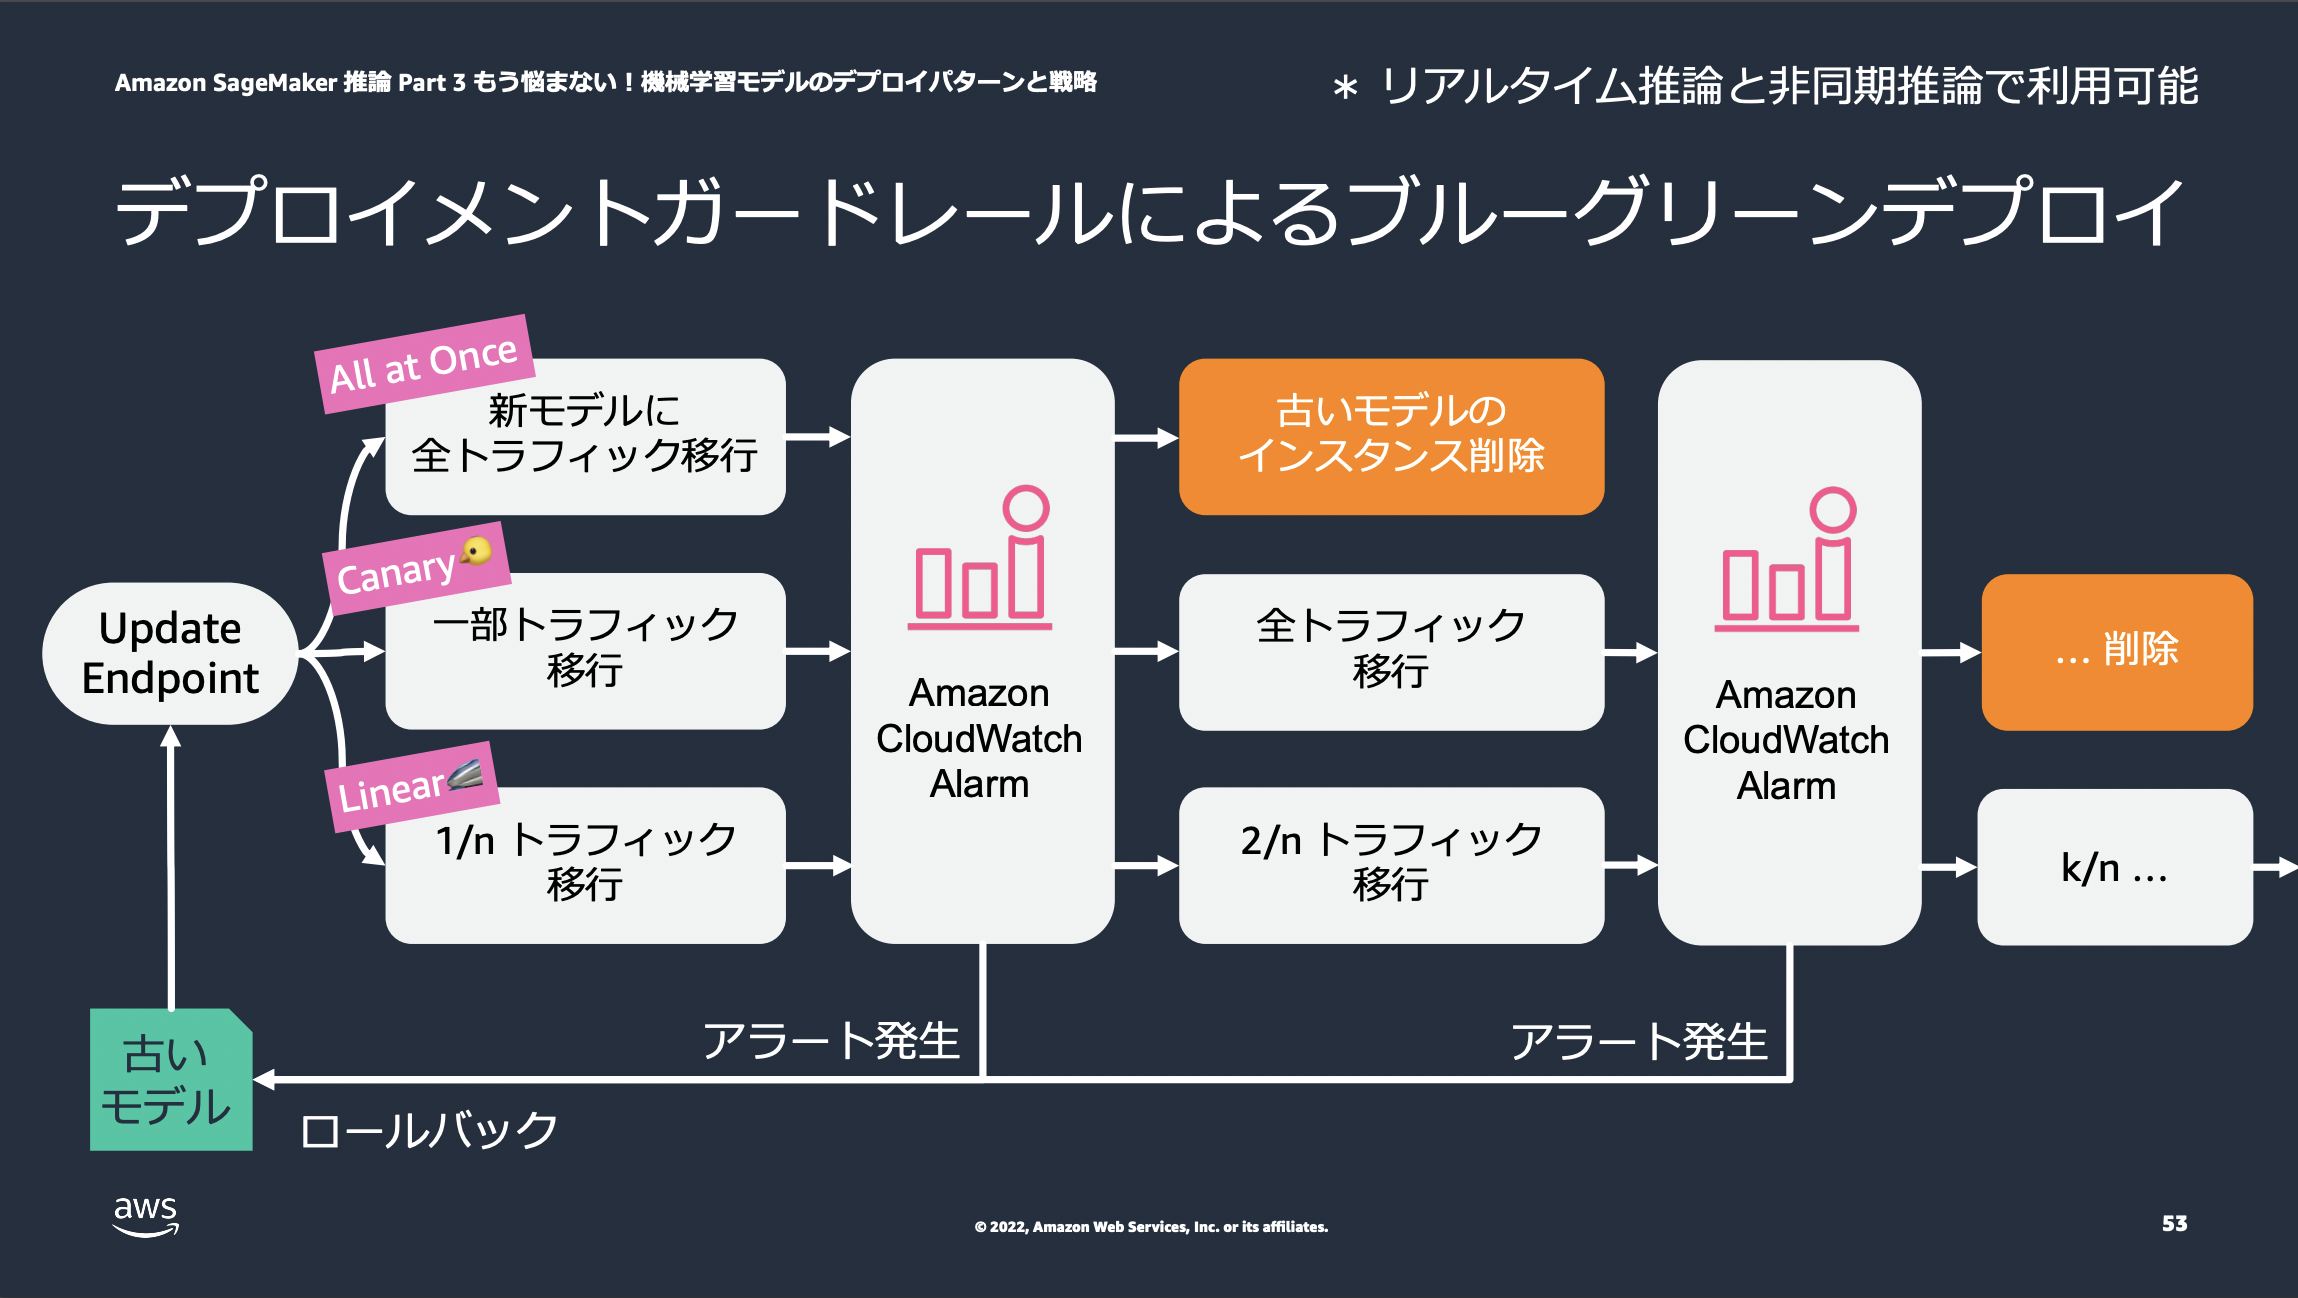 Amazon SageMaker 推論 Part 3 もう悩まない！機械学習モデルのデプロイパターンと戦略
＊ リアルタイム推論と非同期推論で利用可能
デプロイメントガードレールによるブルーグリーンデプロイ
All at Once
新モデルに
全トラフィック移行
古いモデルの
インスタンス削除
Canary
一部トラフィック
移行
全トラフィック
移行
... 削除
Update
Endpoint
Amazon
CloudWatch
Alarm
Amazon
CloudWatch
Alarm
Linear
1/n トラフィック
移行
2/n トラフィック
移行
k/n ...
アラート発生
アラート発生
古い
モデル
ロールバック
aws
© 2022, Amazon Web Services, Inc. or its affiliates.
53